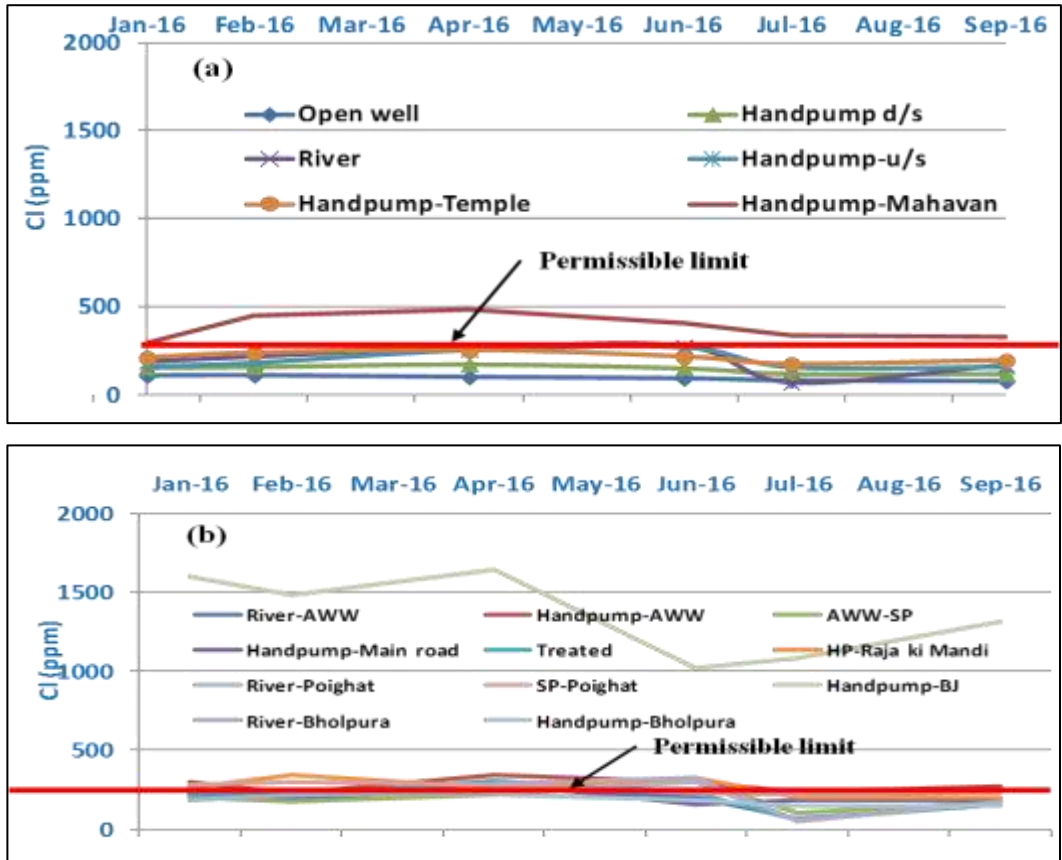 Jan-16 Feb-16 Mar-16 Apr-16 May-16 Jun-16 Jul-16 Aug-16 Sep-16
2000
(a)
Open well Handpump d/s
1500
River Handpump-u/s
Handpump-Temple Handpump-Mahavan
1000
Cl (ppm)
Permissible limit
500
0
Jan-16 Feb-16 Mar-16 Apr-16 May-16 Jun-16 Jul-16 Aug-16 Sep-16
2000
(b)
1500
River-AWW Handpump-AWW AWW-SP
Handpump-Main road Treated HP-Raja ki Mandi
1000
Cl (ppm)
River-Poighat SP-Poighat Handpump-BJ
River-Bholpura Handpump-Bholpura
Permissible limit
500
0